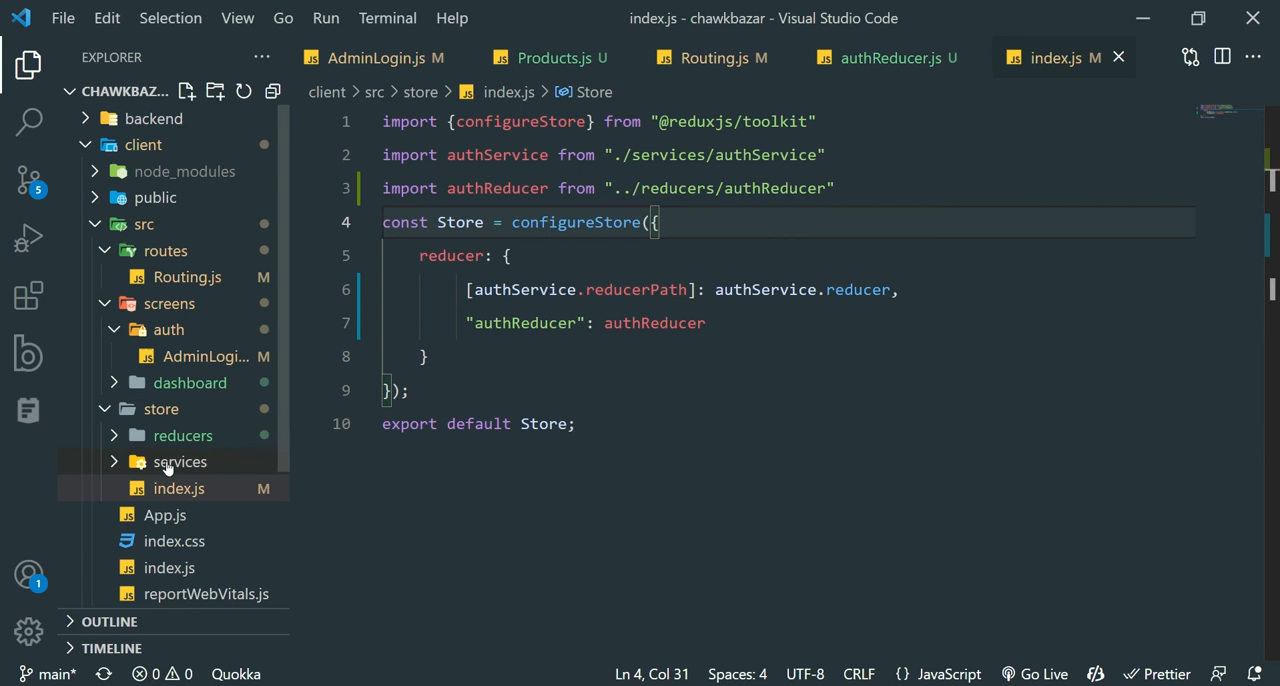 File Edit Selection View Go Run Terminal Help
index.js - chawkbazar - Visual Studio Code
EXPLORER
CHAWKBAZ...
backend
client
node_modules
public
src
routes
Routing.js M
screens
auth
AdminLogi... M
dashboard
store
reducers
services
index.js M
App.js
index.css
index.js
reportWebVitals.js
OUTLINE
TIMELINE
5
1
AdminLogin.js M Products.js U Routing.js M authReducer.js U index.js M
client > src > store > JS index.js > Store
1 import {configureStore} from "@reduxjs/toolkit"
2 import authService from "./services/authService"
3 import authReducer from "../reducers/authReducer"
4 const Store = configureStore({
5 reducer: {
6 [authService.reducerPath]: authService.reducer,
7 "authReducer": authReducer
8 }
9 });
10 export default Store;
main* 0 0 Quokka Ln 4, Col 31 Spaces: 4 UTF-8 CRLF {} JavaScript Go Live Prettier